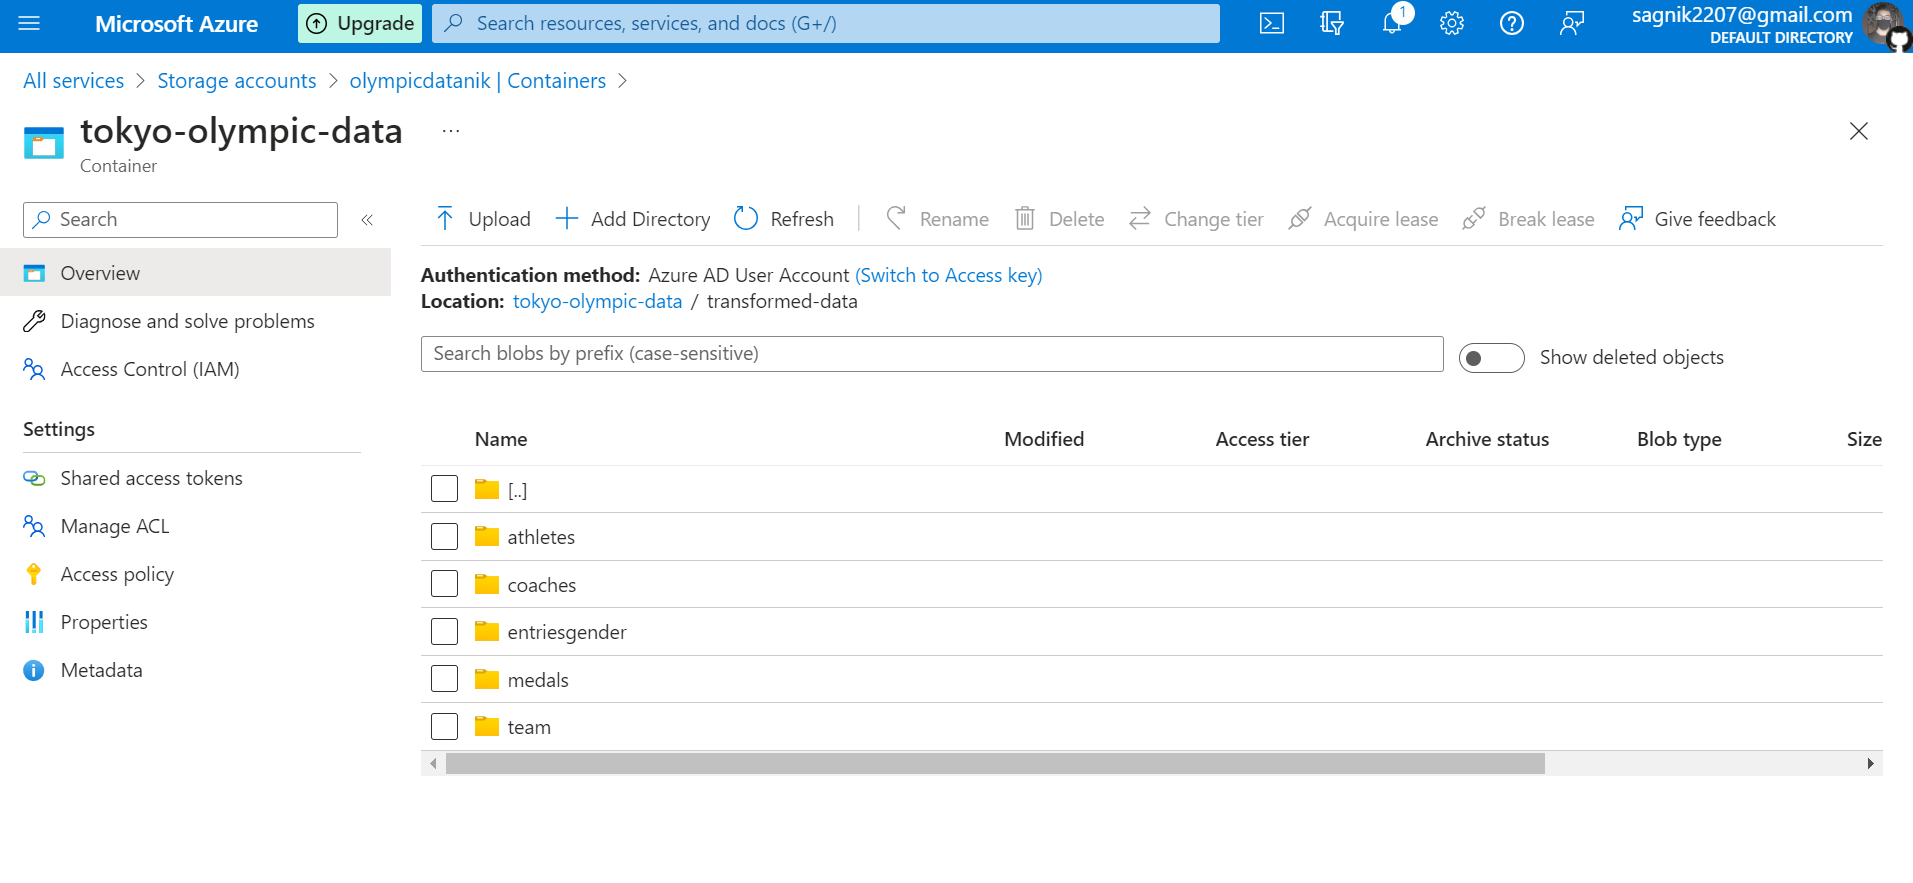 Microsoft Azure
Upgrade
Search resources, services, and docs (G+/)
1
sagnik2207@gmail.com
DEFAULT DIRECTORY
All services > Storage accounts > olympicdatanik | Containers >
tokyo-olympic-data ...
Container
Search «
Upload Add Directory Refresh Rename Delete Change tier Acquire lease Break lease Give feedback
Overview
Diagnose and solve problems
Access Control (IAM)
Settings
Shared access tokens
Manage ACL
Access policy
Properties
Metadata
Authentication method: Azure AD User Account (Switch to Access key)
Location: tokyo-olympic-data / transformed-data
Search blobs by prefix (case-sensitive)
Show deleted objects
Name Modified Access tier Archive status Blob type Size
[..]
athletes
coaches
entriesgender
medals
team